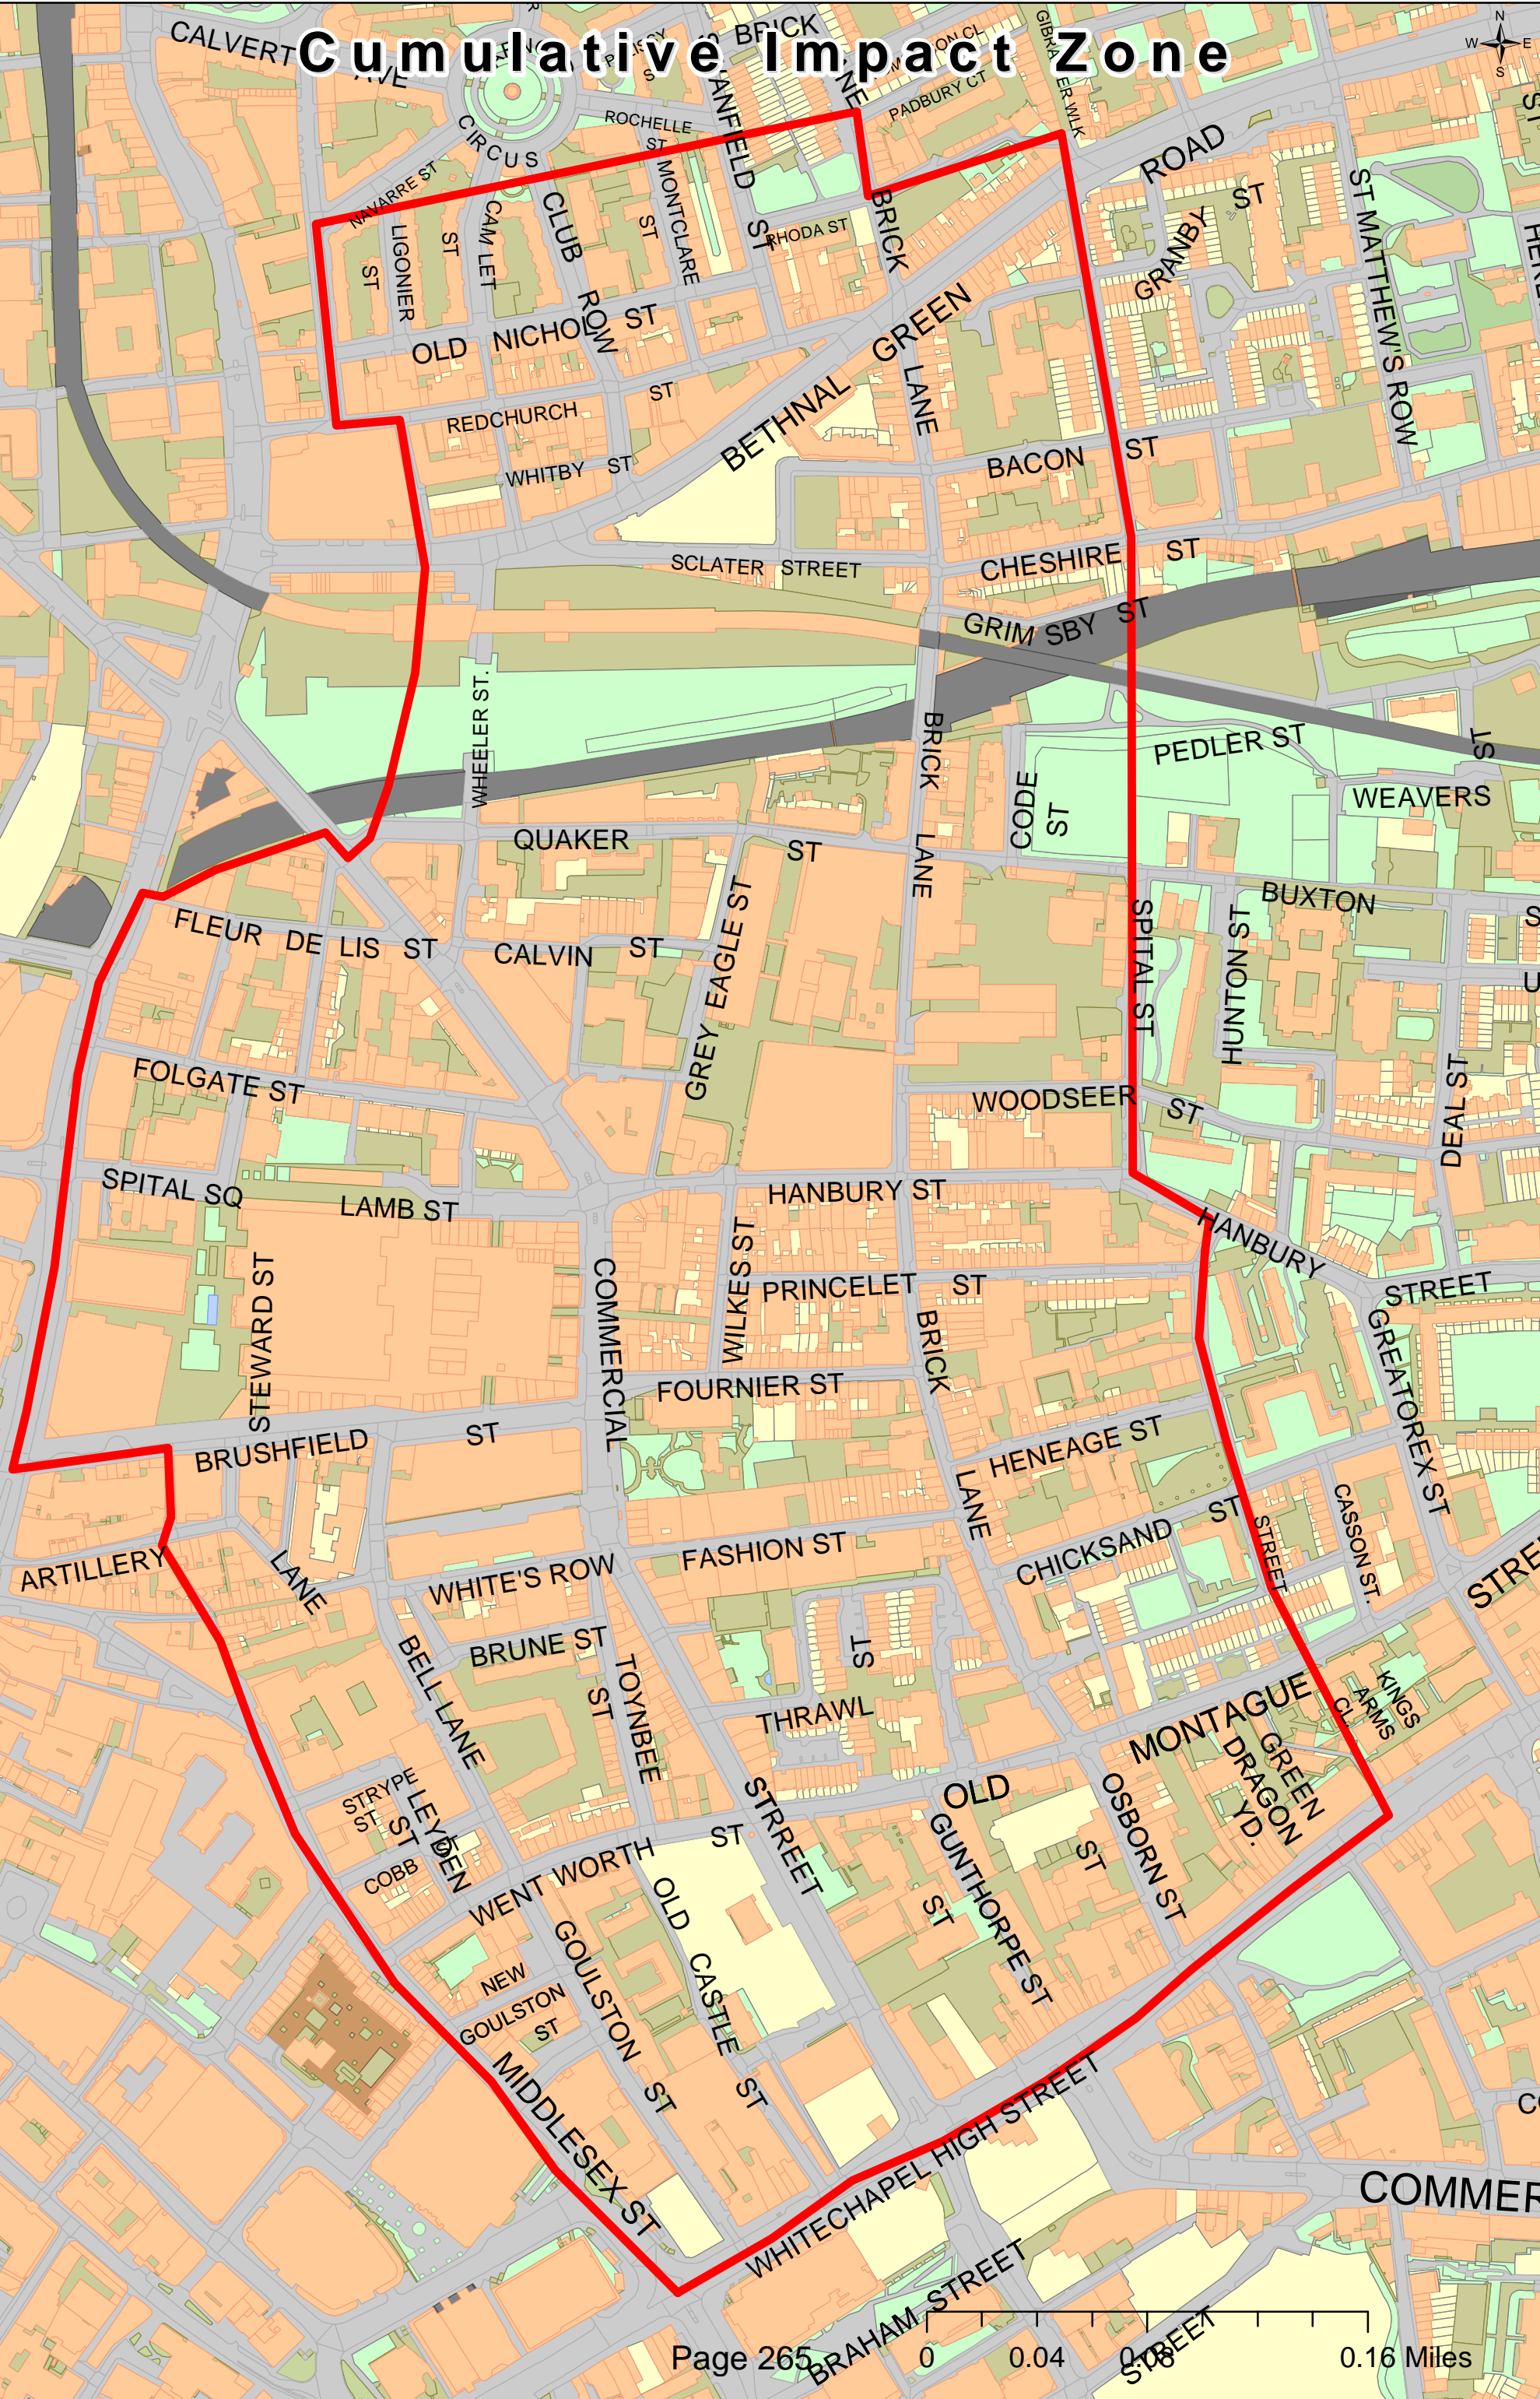 Cumulative Impact Zone
N
W E
S
CALVERT AVE
BRICK LANE
PADBURY CT
ROCHELLE ST
CIRCUS
NAVARRE ST
LIGONIER ST
CAMLET ST
CLUB ROW
MONTCLARE ST
RHODA ST
BRICK LANE
ROAD
GRANBY ST
ST MATTHEW'S ROW
OLD NICHOL ST
REDCHURCH ST
WHITBY ST
BETHNAL GREEN
BACON ST
SCLATER STREET
CHESHIRE ST
GRIMSBY ST
WHEELER ST.
BRICK LANE
CODE ST
PEDLER ST
WEAVERS ST
QUAKER ST
BUXTON
FLEUR DE LIS ST
CALVIN ST
GREY EAGLE ST
SPITAL ST
HUNTON ST
DEAL ST
FOLGATE ST
WOODSEER ST
SPITAL SQ
LAMB ST
HANBURY ST
HANBURY STREET
STEWARD ST
COMMERCIAL
WILKES ST
PRINCELET ST
BRICK LANE
GREATOREX ST
FOURNIER ST
BRUSHFIELD ST
HENEAGE ST
ARTILLERY LANE
WHITE'S ROW
FASHION ST
CHICKSAND ST
STREET
CASSON ST.
BRUNE ST
BELL LANE
TOYNBEE ST
ST
THRAWL
OLD MONTAGUE
STRE
KINGS ARMS CL.
GREEN DRAGON YD.
STRYPE ST
LEYDEN ST
COBB
WENTWORTH ST
STRREET
GUNTHORPE ST
ST
OSBORN ST
ST
OLD CASTLE ST
GOULSTON ST
NEW GOULSTON ST
MIDDLESEX ST
WHITECHAPEL HIGH STREET
COMMER
BRAHAM STREET
STREET
Page 265
0 0.04 0.08 0.16 Miles